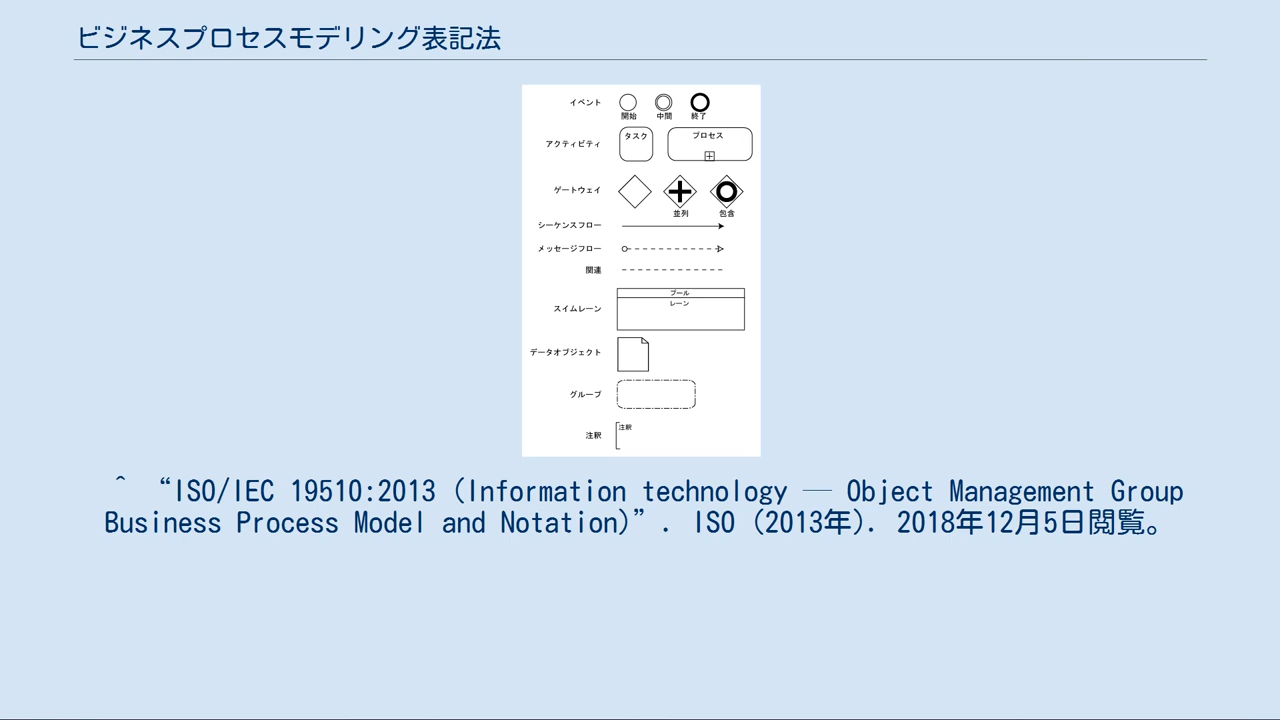 ビジネスプロセスモデリング表記法
イベント
開始 中間 終了
アクティビティ
タスク プロセス
ゲートウェイ
並列 包含
シーケンスフロー
メッセージフロー
関連
プール
レーン
スイムレーン
データオブジェクト
グループ
注釈 注釈
^ “ISO/IEC 19510:2013 (Information technology — Object Management Group
Business Process Model and Notation)”. ISO (2013年). 2018年12月5日閲覧。